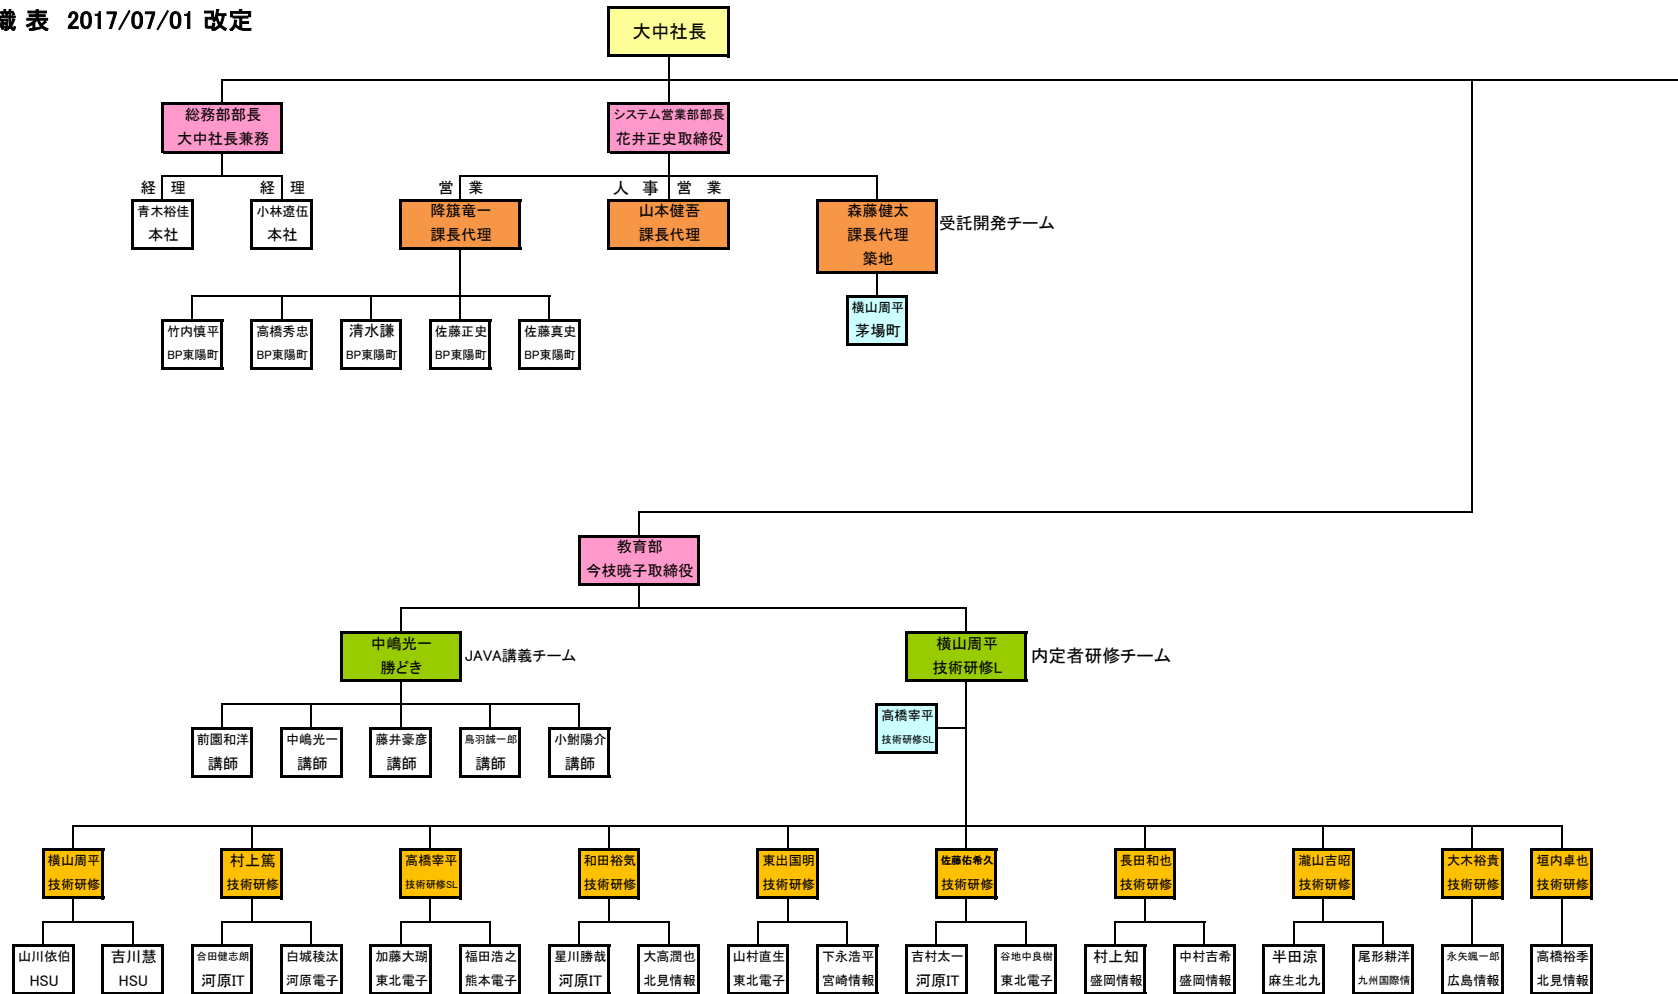 織 表 2017/07/01 改定
大中社長
総務部部長
大中社長兼務
システム営業部部長
花井正史取締役
経 理
経 理
営 業
人 事 営 業
青木裕佳
本社
小林遼伍
本社
降籏竜一
課長代理
山本健吾
課長代理
森藤健太
課長代理
築地
受託開発チーム
横山周平
茅場町
竹内慎平
BP東陽町
高橋秀忠
BP東陽町
清水謙
BP東陽町
佐藤正史
BP東陽町
佐藤真史
BP東陽町
教育部
今枝暁子取締役
中嶋光一
勝どき
JAVA講義チーム
横山周平
技術研修L
内定者研修チーム
高橋宰平
技術研修SL
前園和洋
講師
中嶋光一
講師
藤井豪彦
講師
鳥羽誠一郎
講師
小鮒陽介
講師
横山周平
技術研修
村上篤
技術研修
高橋宰平
技術研修SL
和田裕気
技術研修
東出国明
技術研修
佐藤佑希久
技術研修
長田和也
技術研修
瀧山吉昭
技術研修
大木裕貴
技術研修
垣内卓也
技術研修
山川依伯
HSU
吉川慧
HSU
合田健志朗
河原IT
白城稜汰
河原電子
加藤大瑚
東北電子
福田浩之
熊本電子
星川勝哉
河原IT
大高潤也
北見情報
山村直生
東北電子
下永浩平
宮崎情報
吉村太一
河原IT
谷地中良樹
東北電子
村上知
盛岡情報
中村吉希
盛岡情報
半田涼
麻生北九
尾形耕洋
九州国際情
永矢颯一郎
広島情報
高橋裕季
北見情報